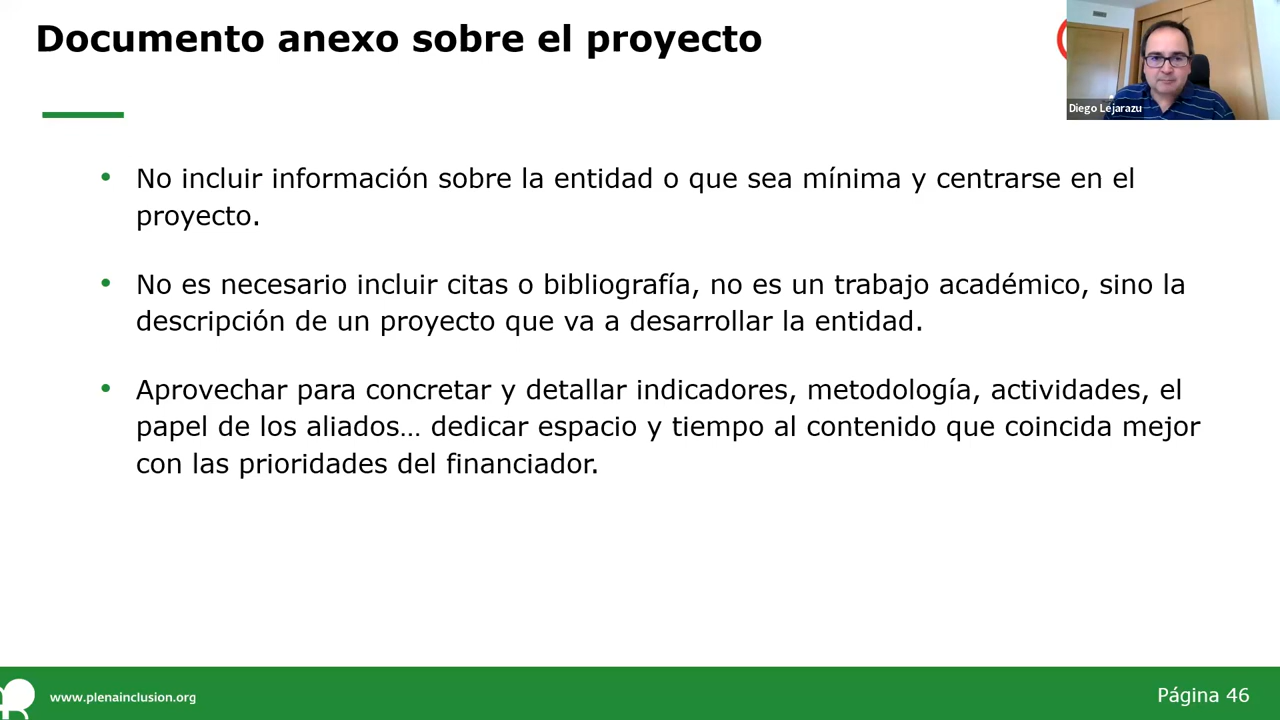 Documento anexo sobre el proyecto
Diego Lejarazu
• No incluir información sobre la entidad o que sea mínima y centrarse en el
proyecto.
• No es necesario incluir citas o bibliografía, no es un trabajo académico, sino la
descripción de un proyecto que va a desarrollar la entidad.
• Aprovechar para concretar y detallar indicadores, metodología, actividades, el
papel de los aliados… dedicar espacio y tiempo al contenido que coincida mejor
con las prioridades del financiador.
www.plenainclusion.org
Página 46